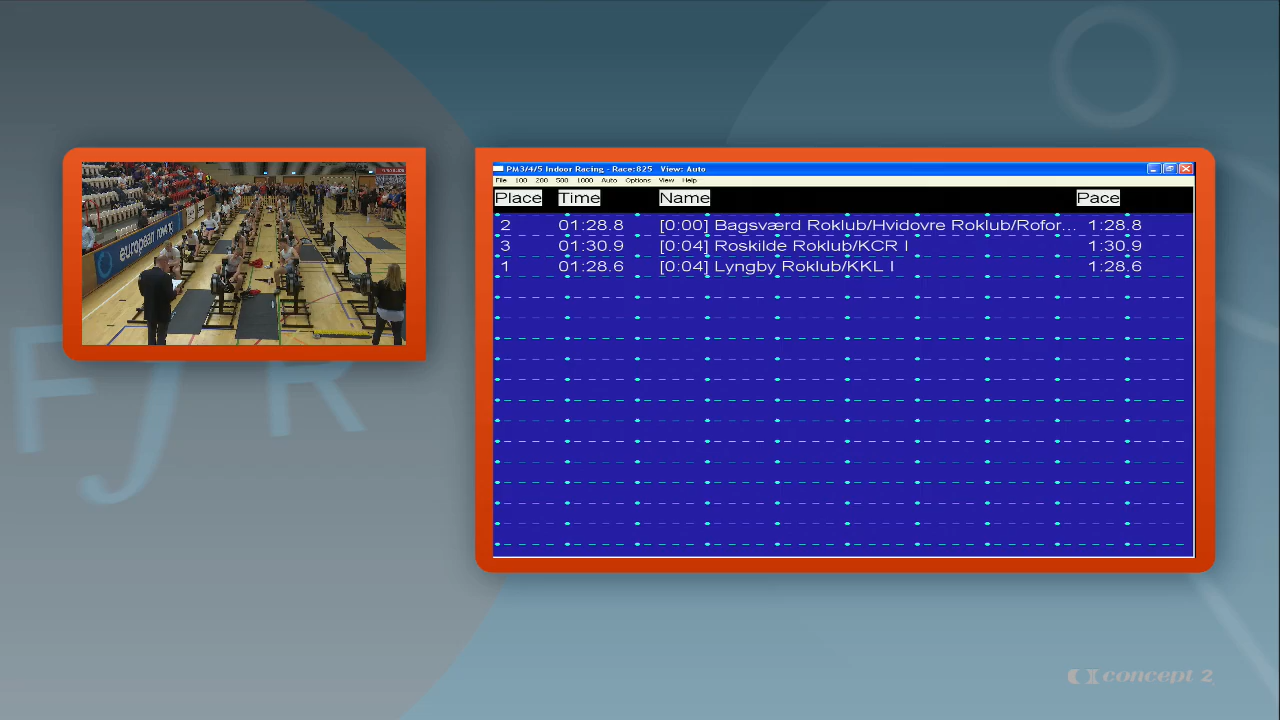 PM3/4/5 Indoor Racing - Race:825 View: Auto
File 100 200 500 1000 Auto Options View Help
Place Time Name Pace
2 01:28.8 [0:00] Bagsværd Roklub/Hvidovre Roklub/Rofor... 1:28.8
3 01:30.9 [0:04] Roskilde Roklub/KCR I 1:30.9
1 01:28.6 [0:04] Lyngby Roklub/KKL I 1:28.6
european
F J R
concept 2